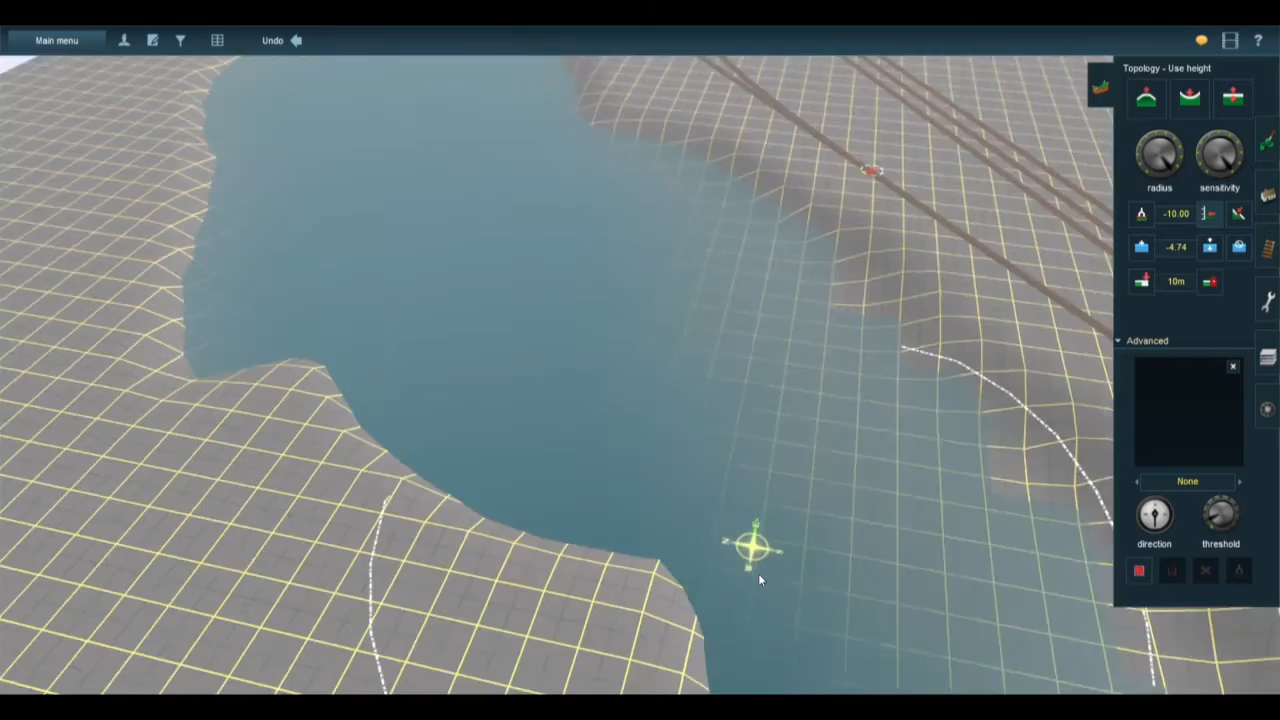 Main menu
Undo
?
Topology - Use height
radius
sensitivity
-10.00
-4.74
10m
Advanced
None
direction
threshold